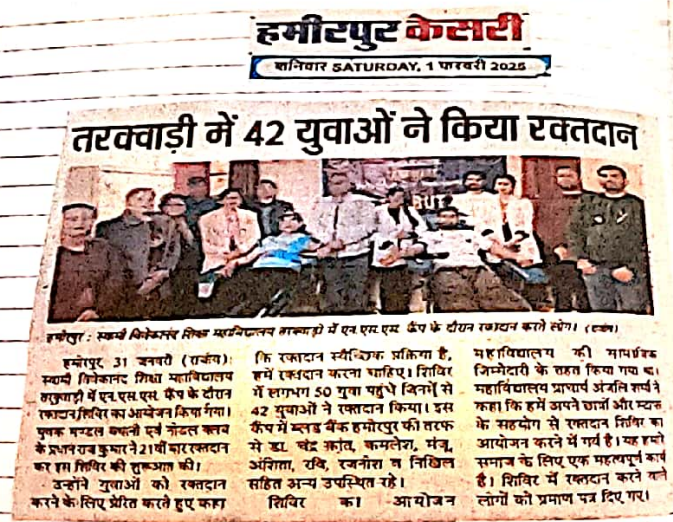 हमीरपुर केसरी
शनिवार SATURDAY, 1 फरवरी 2025
तरक्वाड़ी में 42 युवाओं ने किया रक्तदान
हमीरपुर : स्वामी विवेकानंद शिक्षा महाविद्यालय तरक्वाड़ी में एन.एस.एस. कैंप के दौरान रक्तदान करते लोग। (राकंग)
हमीरपुर, 31 जनवरी (राकंग):
स्वामी विवेकानंद शिक्षा महाविद्यालय
तरक्वाड़ी में एन.एस.एस. कैंप के दौरान
रक्तदान शिविर का आयोजन किया गया।
युवक मण्डल एवं नोडल क्लब
के प्रधान राज कुमार ने 21वीं बार रक्तदान
कर इस शिविर की शुरूआत की।
उन्होंने युवाओं को रक्तदान
करने के लिए प्रेरित करते हुए कहा
कि रक्तदान स्वैच्छिक प्रक्रिया है,
हमें रक्तदान करना चाहिए। शिविर
में लगभग 50 युवा पहुंचे जिनमें से
42 युवाओं ने रक्तदान किया। इस
कैंप में ब्लड बैंक हमीरपुर की तरफ
से डा. चंद्र कांत, कमलेश, मंजू,
अंशिता, रवि, रजनीश व निखिल
सहित अन्य उपस्थित रहे।
शिविर का आयोजन
महाविद्यालय की सामाजिक
जिम्मेदारी के तहत किया गया था।
महाविद्यालय प्राचार्य अंजलि शर्मा ने
कहा कि हमें अपने छात्रों और स्टाफ
के सहयोग से रक्तदान शिविर का
आयोजन करने में गर्व है। यह हमारे
समाज के लिए एक महत्वपूर्ण कार्य
है। शिविर में रक्तदान करने वाले
लोगों को प्रमाण पत्र दिए गए।